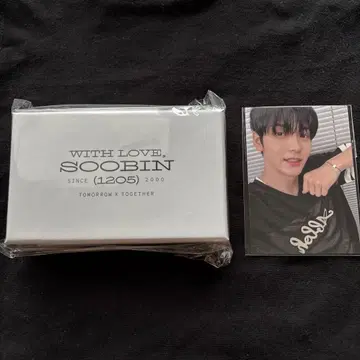 WITH LOVE,
SOOBIN
SINCE (1205) 2000
TOMORROW X TOGETHER